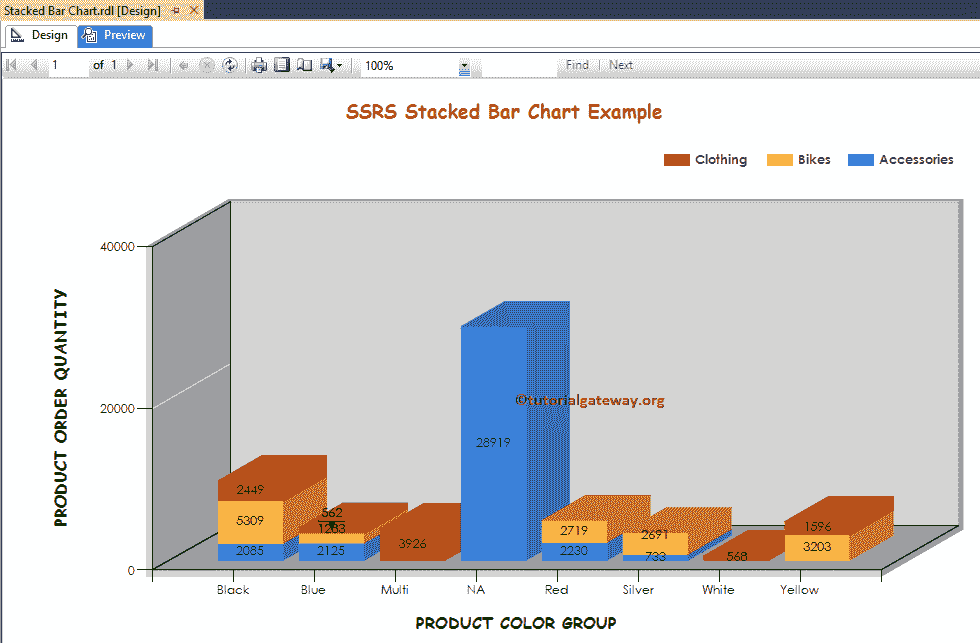 Stacked Bar Chart.rdl [Design]
Design Preview
1 of 1 100% Find | Next
SSRS Stacked Bar Chart Example
Clothing Bikes Accessories
40000
20000
0
PRODUCT ORDER QUANTITY
©tutorialgateway.org
28919
2449
5309
2085
562
1283
2125
3926
2719
2230
2691
733
568
1596
3203
Black Blue Multi NA Red Silver White Yellow
PRODUCT COLOR GROUP